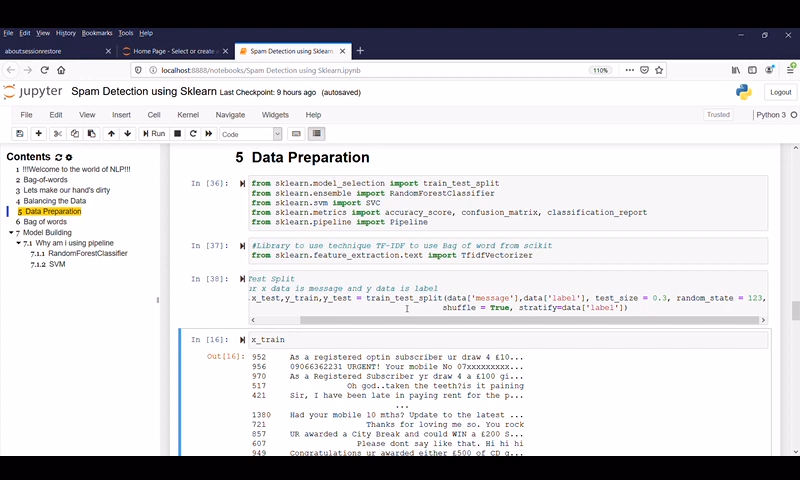 File Edit View History Bookmarks Tools Help
about:sessionrestore
Home Page - Select or create a
Spam Detection using Sklearn
localhost:8888/notebooks/Spam Detection using Sklearn.ipynb
110%
jupyter Spam Detection using Sklearn Last Checkpoint: 9 hours ago (autosaved)
Logout
File Edit View Insert Cell Kernel Navigate Widgets Help
Trusted
Python 3
Run
Code
Contents
1 !!!Welcome to the world of NLP!!!
2 Bag-of-words
3 Lets make our hand's dirty
4 Balancing the Data
5 Data Preparation
6 Bag of words
7 Model Building
7.1 Why am i using pipeline
7.1.1 RandomForestClassifier
7.1.2 SVM
5 Data Preparation
In [36]:
from sklearn.model_selection import train_test_split
from sklearn.ensemble import RandomForestClassifier
from sklearn.svm import SVC
from sklearn.metrics import accuracy_score, confusion_matrix, classification_report
from sklearn.pipeline import Pipeline
In [37]:
#Library to use technique TF-IDF to use Bag of word from scikit
from sklearn.feature_extraction.text import TfidfVectorizer
In [38]:
Test Split
ur x data is message and y data is label
x_test,y_train,y_test = train_test_split(data['message'],data['label'], test_size = 0.3, random_state = 123,
shuffle = True, stratify=data['label'])
In [16]:
x_train
Out[16]:
952 As a registered optin subscriber ur draw 4 £10...
956 09066362231 URGENT! Your mobile No 07xxxxxxxxx...
970 As a Registered Subscriber yr draw 4 a £100 gi...
517 Oh god..taken the teeth?is it paining
421 Sir, I have been late in paying rent for the p...
...
1380 Had your mobile 10 mths? Update to the latest ...
721 Thanks for loving me so. You rock
857 UR awarded a City Break and could WIN a £200 S...
607 Please dont say like that. Hi hi hi
949 Congratulations ur awarded either £500 of CD g...